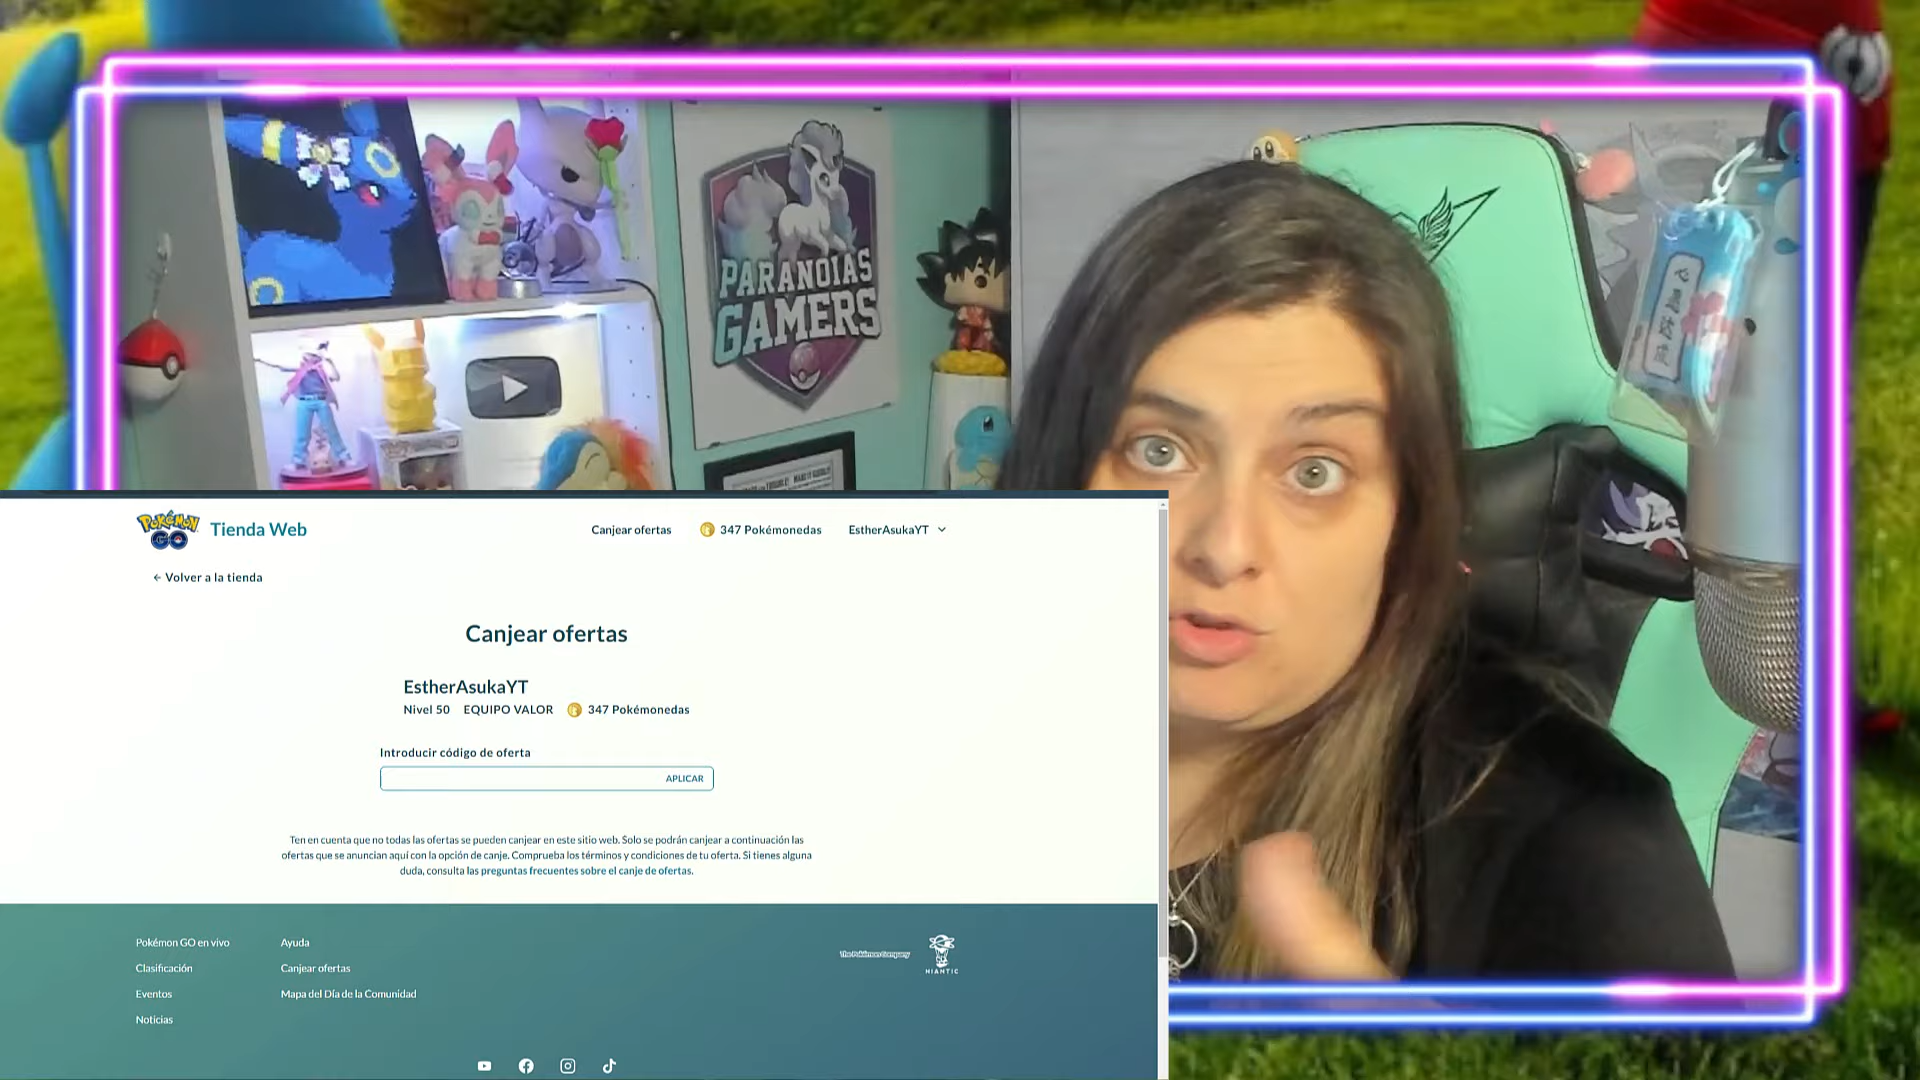 PARANOIAS
GAMERS
POKÉMON
GO
Tienda Web
Canjear ofertas
347 Pokémonedas
EstherAsukaYT
← Volver a la tienda
Canjear ofertas
EstherAsukaYT
Nivel 50 EQUIPO VALOR 347 Pokémonedas
Introducir código de oferta
APLICAR
Ten en cuenta que no todas las ofertas se pueden canjear en este sitio web. Solo se podrán canjear a continuación las
ofertas que se anuncian aquí con la opción de canje. Comprueba los términos y condiciones de tu oferta. Si tienes alguna
duda, consulta las preguntas frecuentes sobre el canje de ofertas.
Pokémon GO en vivo
Clasificación
Eventos
Noticias
Ayuda
Canjear ofertas
Mapa del Día de la Comunidad
The Pokémon Company
NIANTIC